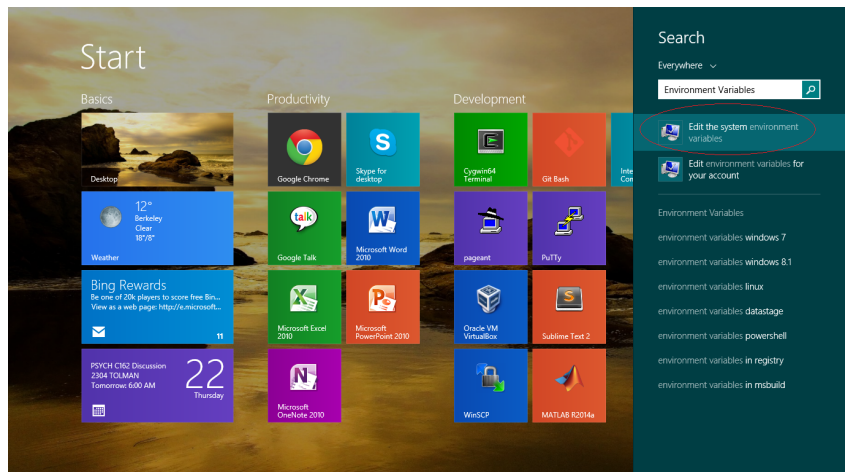 Start
Basics
Desktop
12°
Berkeley
Clear
18°/8°
Weather
Bing Rewards
Be one of 20k players to score free Bin...
View as a web page: http://e.microsoft...
11
PSYCH C162 Discussion
2304 TOLMAN
Tomorrow: 6:00 AM
22
Thursday
Productivity
Google Chrome
Skype for
desktop
talk
Google Talk
Microsoft Word
2010
Microsoft Excel
2010
Microsoft
PowerPoint 2010
Microsoft
OneNote 2010
Development
Cygwin64
Terminal
Git Bash
Inte
Con
pageant
PuTTy
Oracle VM
VirtualBox
Sublime Text 2
WinSCP
MATLAB R2014a
Search
Everywhere
Environment Variables
Edit the system environment
variables
Edit environment variables for
your account
Environment Variables
environment variables windows 7
environment variables windows 8.1
environment variables linux
environment variables datastage
environment variables powershell
environment variables in registry
environment variables in msbuild